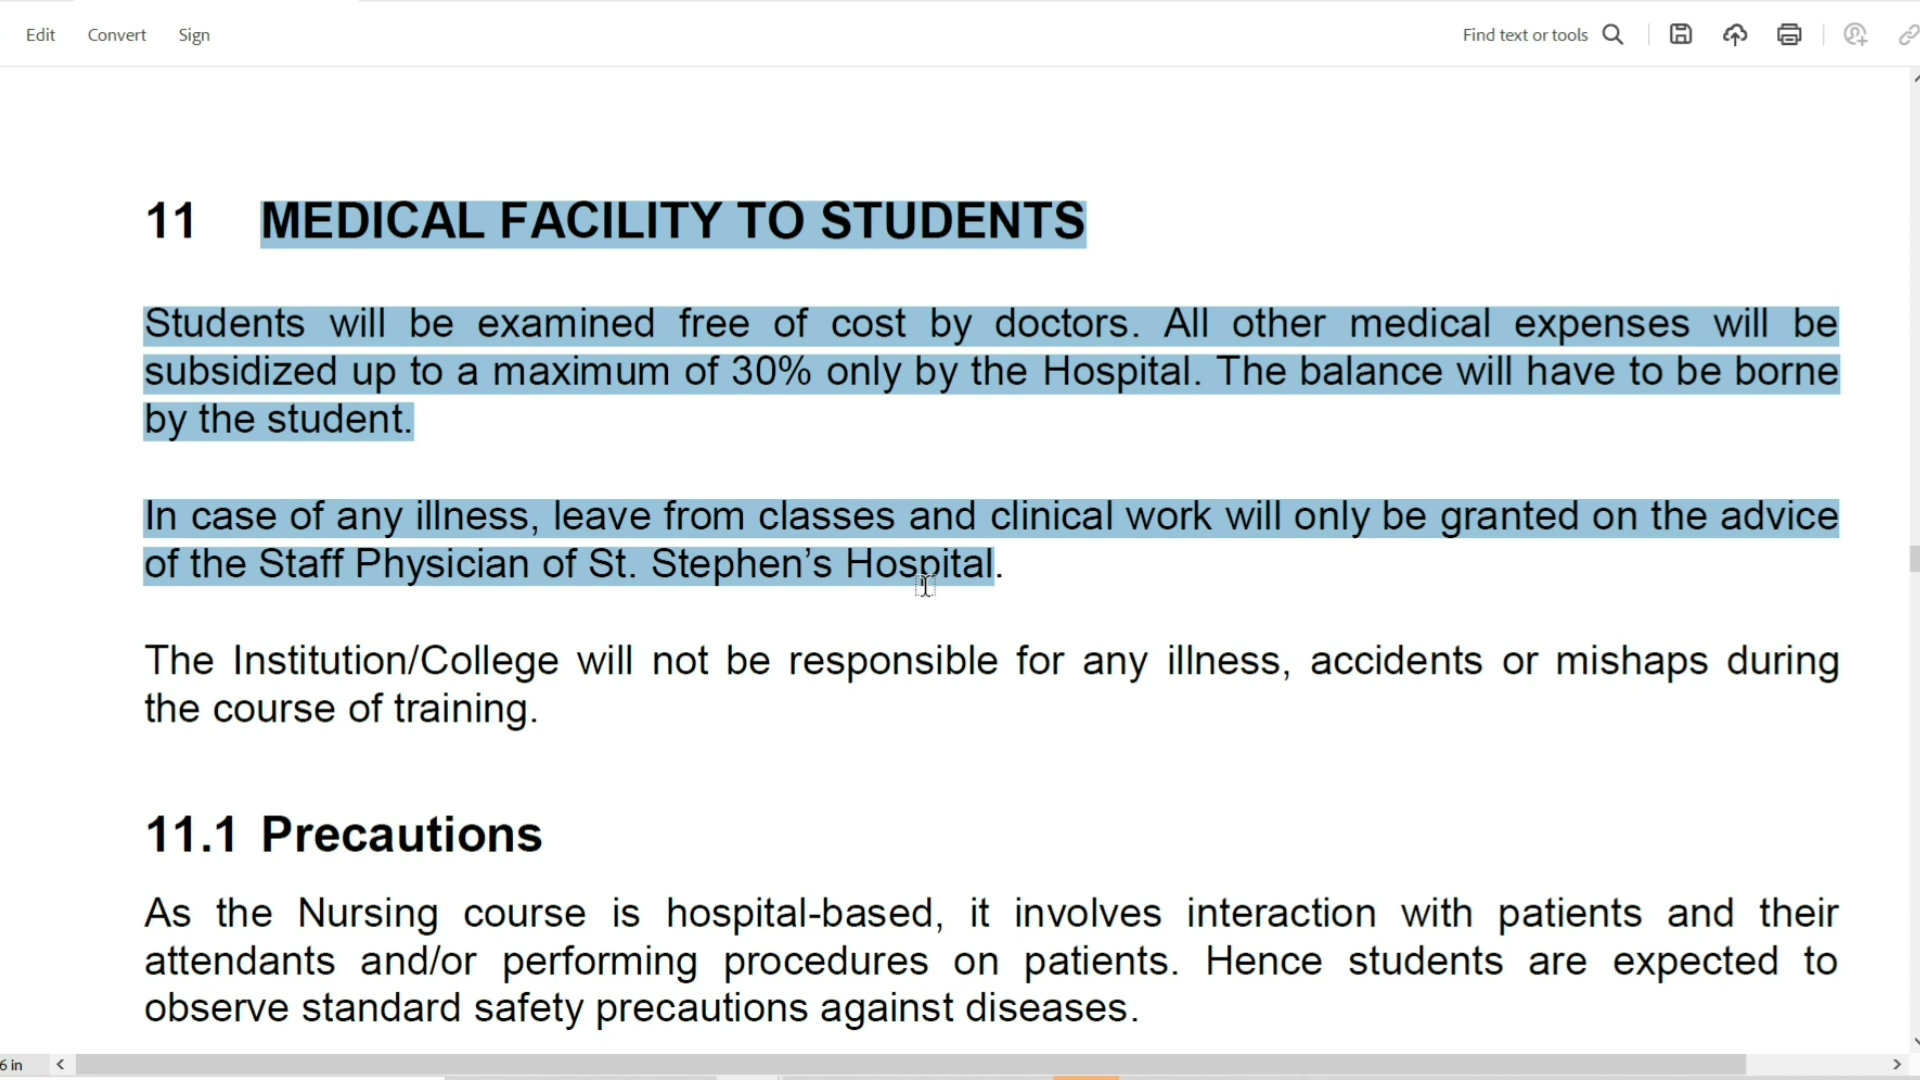 Edit Convert Sign Find text or tools
11 MEDICAL FACILITY TO STUDENTS
Students will be examined free of cost by doctors. All other medical expenses will be
subsidized up to a maximum of 30% only by the Hospital. The balance will have to be borne
by the student.
In case of any illness, leave from classes and clinical work will only be granted on the advice
of the Staff Physician of St. Stephen’s Hospital.
The Institution/College will not be responsible for any illness, accidents or mishaps during
the course of training.
11.1 Precautions
As the Nursing course is hospital-based, it involves interaction with patients and their
attendants and/or performing procedures on patients. Hence students are expected to
observe standard safety precautions against diseases.
6 in